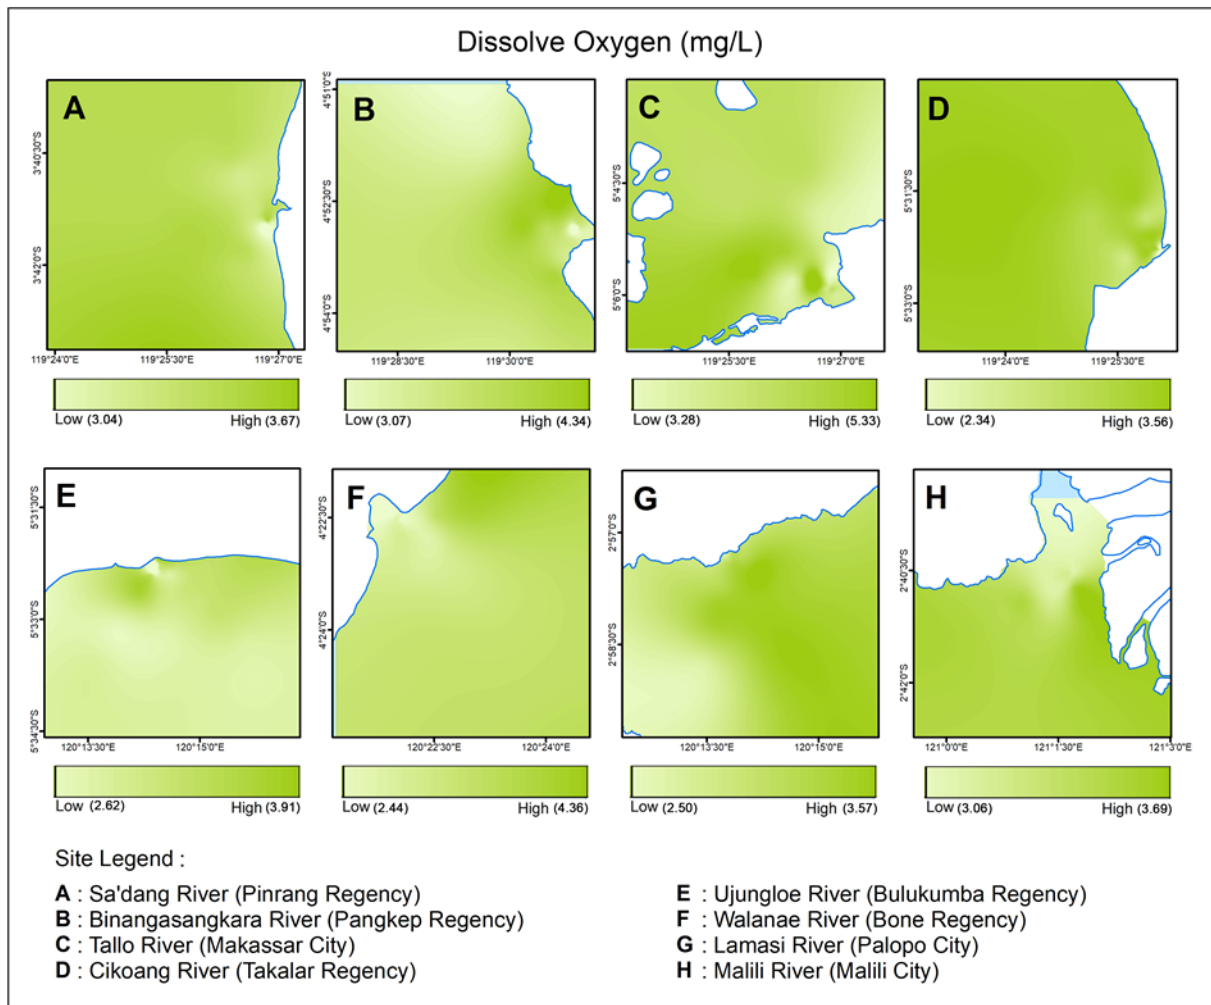 Dissolve Oxygen (mg/L)
A
3°40'30"S
3°42'0"S
119°24'0"E 119°25'30"E 119°27'0"E
Low (3.04) High (3.67)
B
4°51'0"S
4°52'30"S
4°54'0"S
119°28'30"E 119°30'0"E
Low (3.07) High (4.34)
C
5°4'30"S
5°6'0"S
119°25'30"E 119°27'0"E
Low (3.28) High (5.33)
D
5°31'30"S
5°33'0"S
119°24'0"E 119°25'30"E
Low (2.34) High (3.56)
E
5°31'30"S
5°33'0"S
5°34'30"S
120°13'30"E 120°15'0"E
Low (2.62) High (3.91)
F
4°22'30"S
4°24'0"S
120°22'30"E 120°24'0"E
Low (2.44) High (4.36)
G
2°57'0"S
2°58'30"S
120°13'30"E 120°15'0"E
Low (2.50) High (3.57)
H
2°40'30"S
2°42'0"S
121°0'0"E 121°1'30"E 121°3'0"E
Low (3.06) High (3.69)
Site Legend :
A : Sa'dang River (Pinrang Regency)
B : Binangasangkara River (Pangkep Regency)
C : Tallo River (Makassar City)
D : Cikoang River (Takalar Regency)
E : Ujungloe River (Bulukumba Regency)
F : Walanae River (Bone Regency)
G : Lamasi River (Palopo City)
H : Malili River (Malili City)